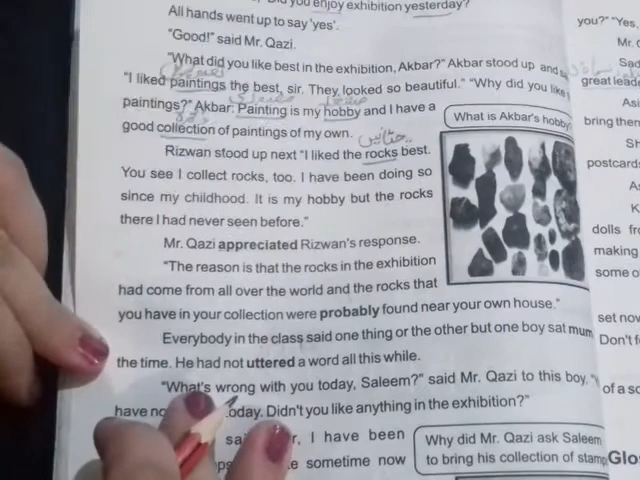 you enjoy exhibition yesterday?
All hands went up to say 'yes'.
"Good!" said Mr. Qazi.
"What did you like best in the exhibition, Akbar?" Akbar stood up and
"I liked paintings the best, sir. They looked so beautiful." "Why did you like
paintings?" Akbar: Painting is my hobby and I have a
good collection of paintings of my own.
چٹانیں
What is Akbar's hobby
Rizwan stood up next "I liked the rocks best.
You see I collect rocks, too. I have been doing so
since my childhood. It is my hobby but the rocks
there I had never seen before."
Mr. Qazi appreciated Rizwan's response.
"The reason is that the rocks in the exhibition
had come from all over the world and the rocks that
you have in your collection were probably found near your own house."
Everybody in the class said one thing or the other but one boy sat mum
the time. He had not uttered a word all this while.
"What's wrong with you today, Saleem?" said Mr. Qazi to this boy.
have no today. Didn't you like anything in the exhibition?"
I have been
sometime now
Why did Mr. Qazi ask Saleem
to bring his collection of stamp
you?" "Yes,
Mr.
great leade
As
bring then
postcards
dolls fr
making
some o
set nov
Don't f
of a so
Glo